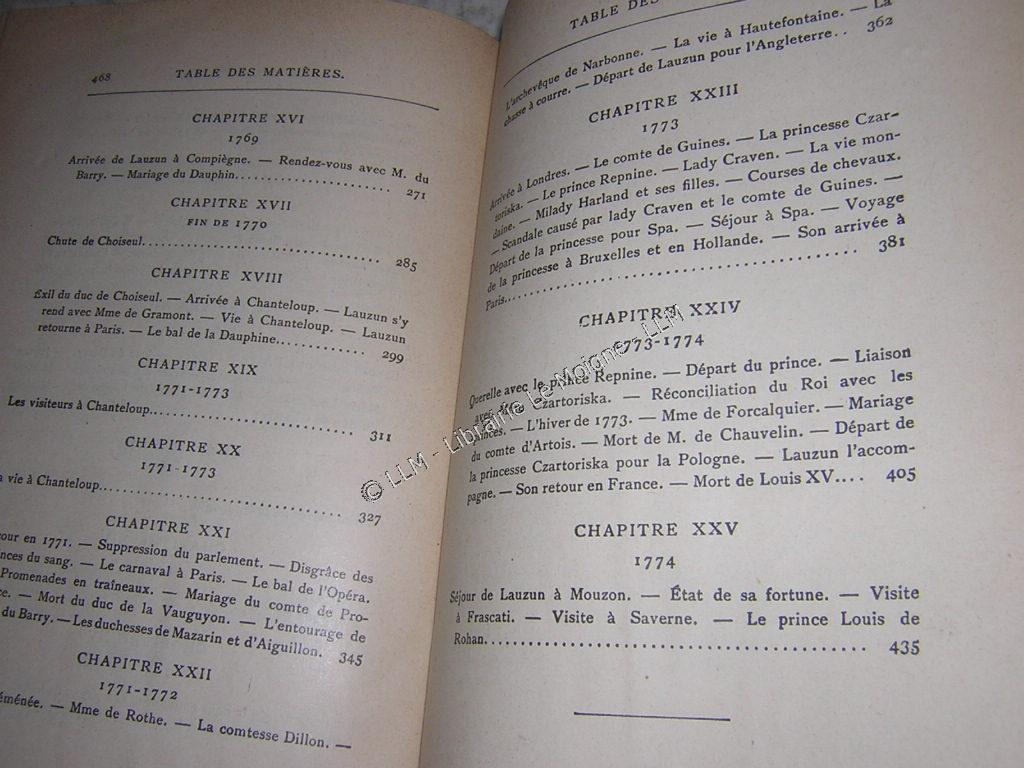 468 TABLE DES MATIÈRES.
CHAPITRE XVI
1769
Arrivée de Lauzun à Compiègne. — Rendez-vous avec M. du
Barry. — Mariage du Dauphin. 271
CHAPITRE XVII
FIN DE 1770
Chute de Choiseul. 285
CHAPITRE XVIII
Exil du duc de Choiseul. — Arrivée à Chanteloup. — Lauzun s'y
rend avec Mme de Gramont. — Vie à Chanteloup. — Lauzun
retourne à Paris. — Le bal de la Dauphine. 299
CHAPITRE XIX
1771-1773
Les visiteurs à Chanteloup. 311
CHAPITRE XX
1771-1773
vie à Chanteloup. 327
CHAPITRE XXI
cour en 1771. — Suppression du parlement. — Disgrâce des
nces du sang. — Le carnaval à Paris. — Le bal de l'Opéra.
Promenades en traîneaux. — Mariage du comte de Pro-
ce. — Mort du duc de la Vauguyon. — L'entourage de
du Barry. — Les duchesses de Mazarin et d'Aiguillon. 345
CHAPITRE XXII
1771-1772
éménée. — Mme de Rothe. — La comtesse Dillon. —
TABLE DES
L'archevêque de Narbonne. — La vie à Hautefontaine. — La
chasse à courre. — Départ de Lauzun pour l'Angleterre. . 362
CHAPITRE XXIII
1773
Arrivée à Londres. — Le comte de Guines. — La princesse Czar-
toriska. — Le prince Repnine. — Lady Craven. — La vie mon-
daine. — Milady Harland et ses filles. — Courses de chevaux.
— Scandale causé par lady Craven et le comte de Guines. —
Départ de la princesse pour Spa. — Séjour à Spa. — Voyage
de la princesse à Bruxelles et en Hollande. — Son arrivée à
Paris. 381
CHAPITRE XXIV
1773-1774
Querelle avec le prince Repnine. — Départ du prince. — Liaison
avec Mme Czartoriska. — Réconciliation du Roi avec les
princes. — L'hiver de 1773. — Mme de Forcalquier. — Mariage
du comte d'Artois. — Mort de M. de Chauvelin. — Départ de
la princesse Czartoriska pour la Pologne. — Lauzun l'accom-
pagne. — Son retour en France. — Mort de Louis XV. 405
CHAPITRE XXV
1774
Séjour de Lauzun à Mouzon. — État de sa fortune. — Visite
à Frascati. — Visite à Saverne. — Le prince Louis de
Rohan. 435
© LLM - Librairie Le Moigne - LLM